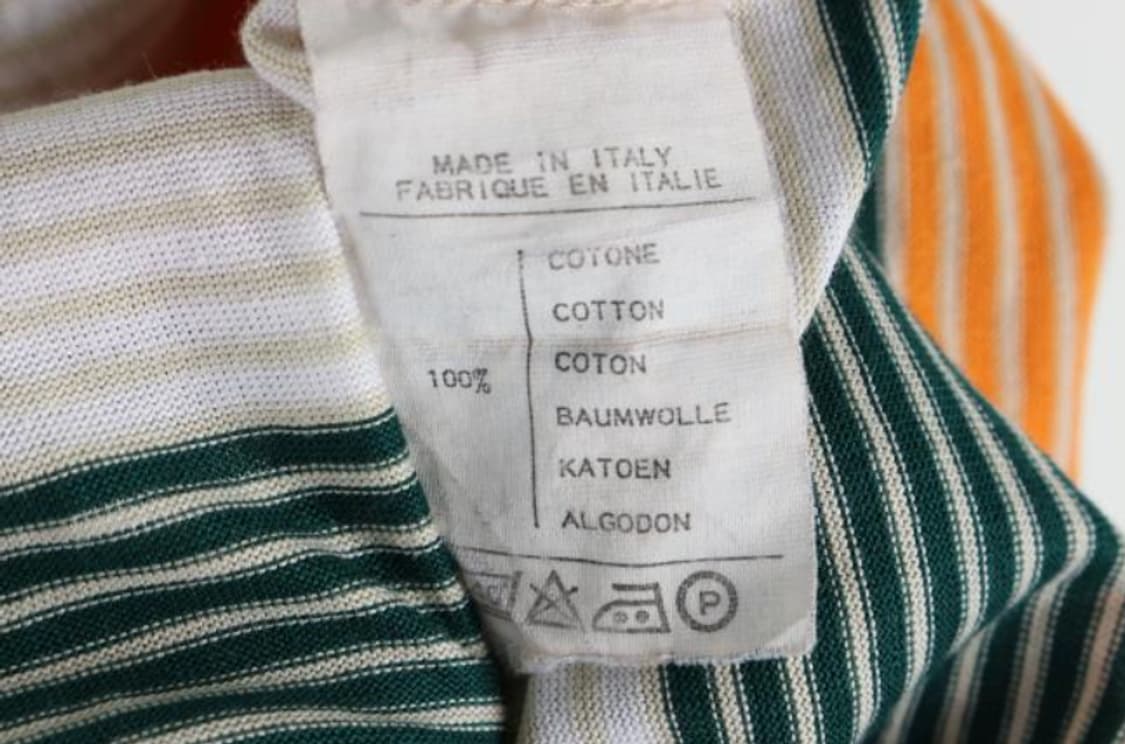 MADE IN ITALY
FABRIQUE EN ITALIE
COTONE
COTTON
COTON
100%
BAUMWOLLE
KATOEN
ALGODON
P